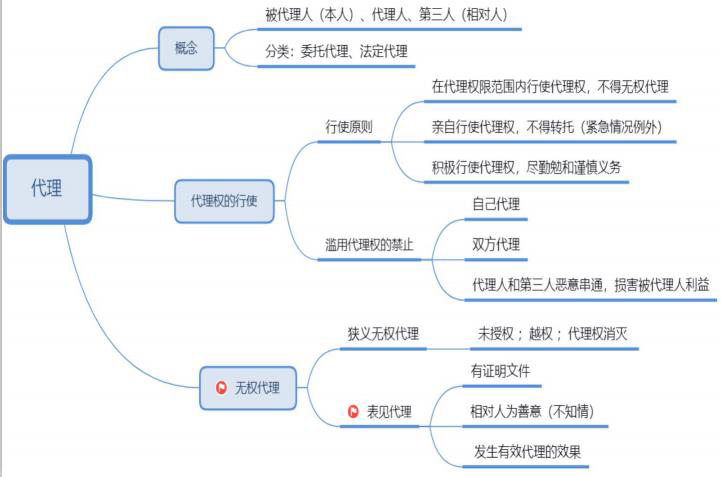 代理
概念
被代理人（本人）、代理人、第三人（相对人）
分类：委托代理、法定代理
代理权的行使
行使原则
在代理权限范围内行使代理权，不得无权代理
亲自行使代理权，不得转托（紧急情况例外）
积极行使代理权，尽勤勉和谨慎义务
滥用代理权的禁止
自己代理
双方代理
代理人和第三人恶意串通，损害被代理人利益
无权代理
狭义无权代理
未授权 ；越权 ；代理权消灭
表见代理
有证明文件
相对人为善意（不知情）
发生有效代理的效果